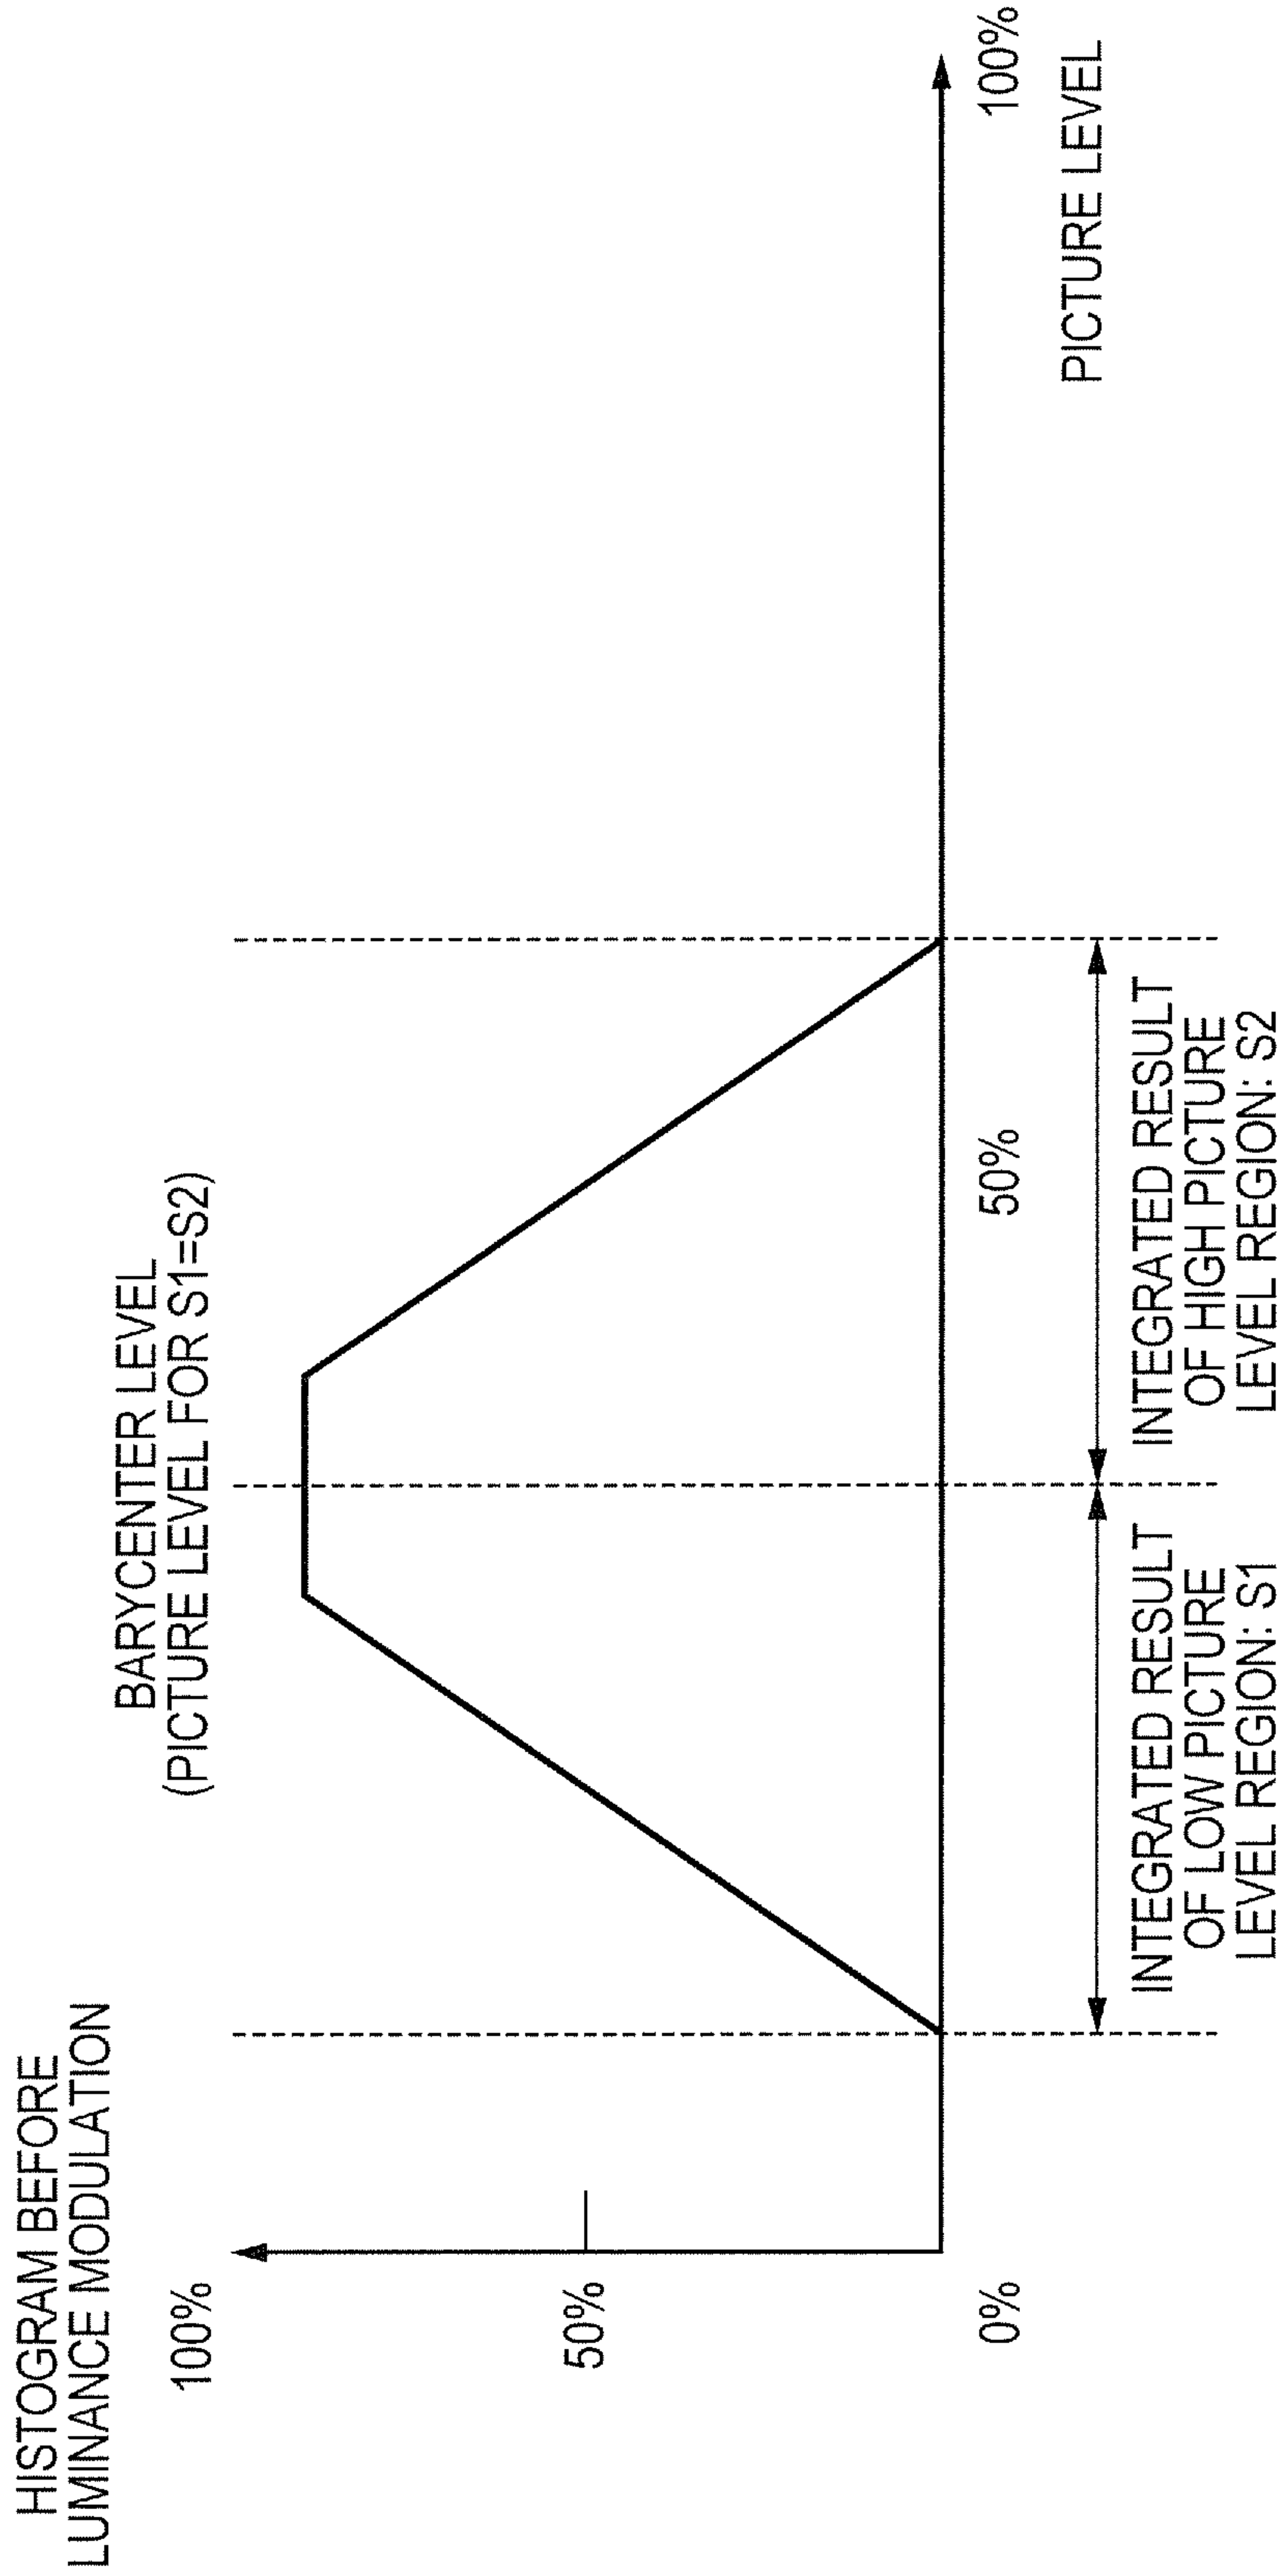 HISTOGRAM BEFORE
LUMINANCE MODULATION
100%
50%
0%
BARYCENTER LEVEL
(PICTURE LEVEL FOR S1=S2)
50%
100%
PICTURE LEVEL
INTEGRATED RESULT
OF LOW PICTURE
LEVEL REGION: S1
INTEGRATED RESULT
OF HIGH PICTURE
LEVEL REGION: S2